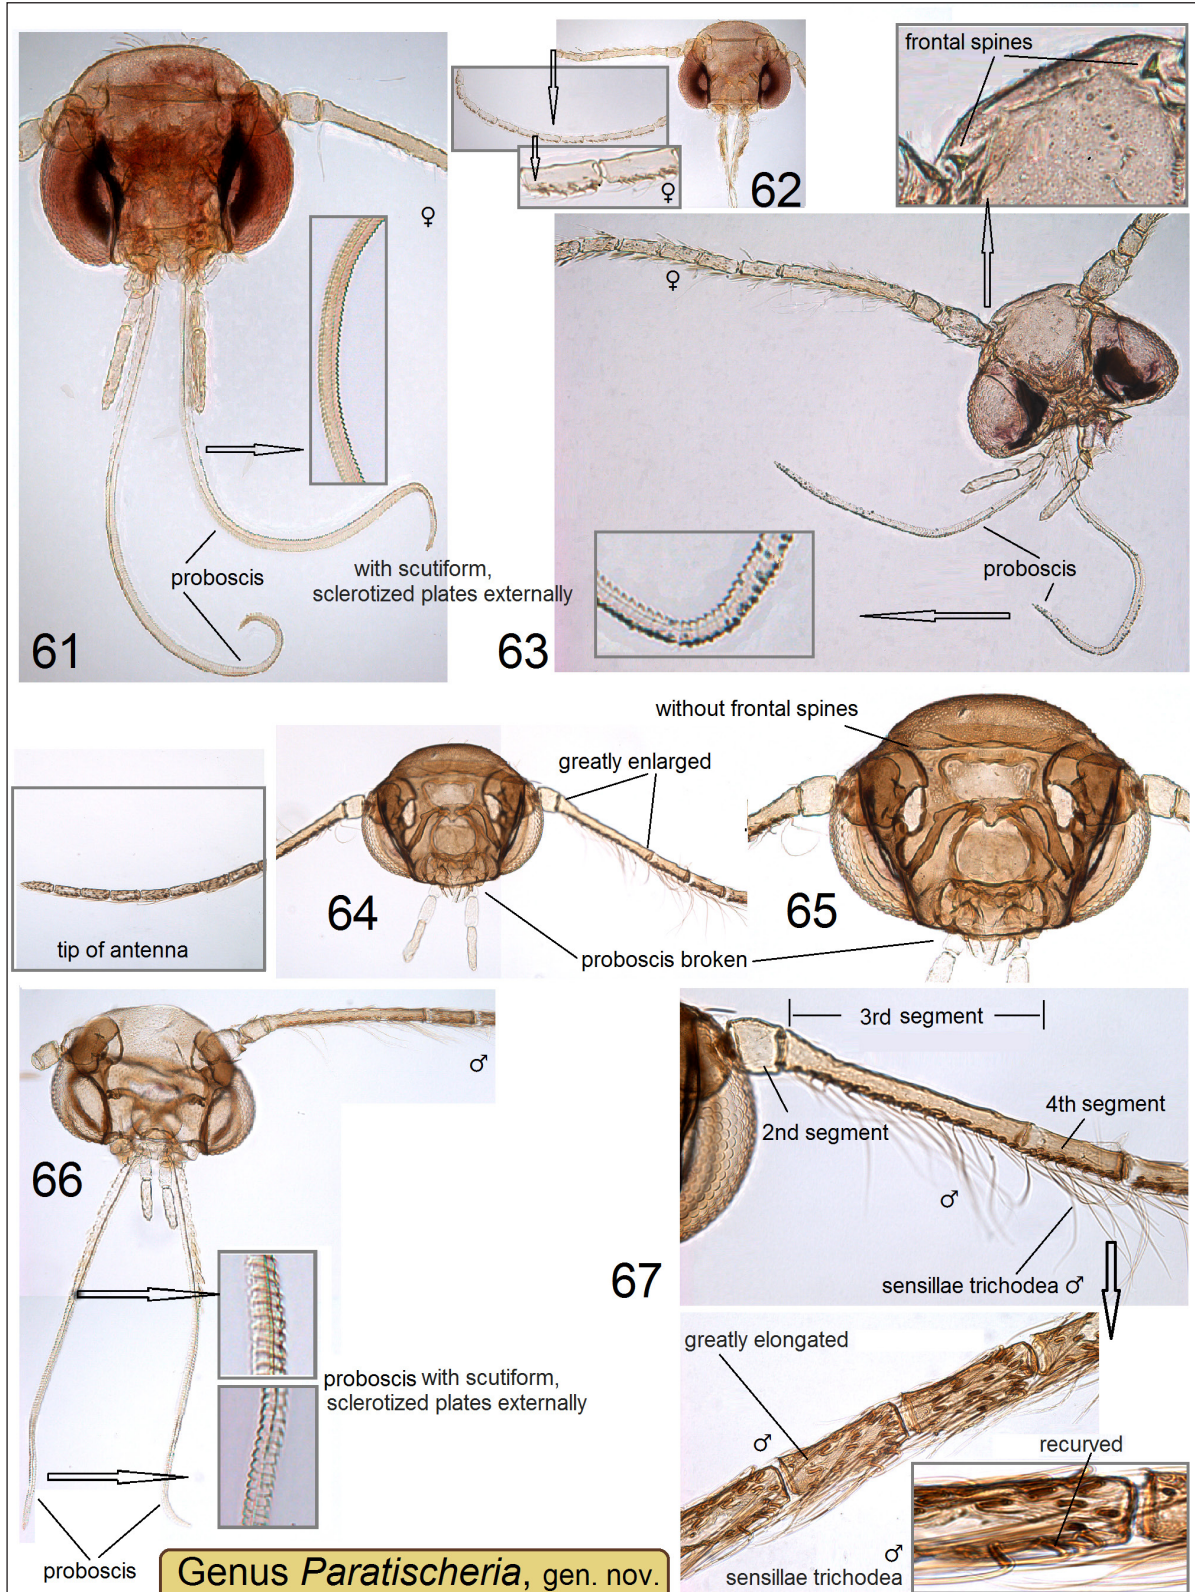 frontal spines
♀
♀
62
♀
proboscis
with scutiform,
sclerotized plates externally
61
proboscis
63
without frontal spines
greatly enlarged
64
65
tip of antenna
proboscis broken
3rd segment
♂
4th segment
2nd segment
♂
66
67
sensillae trichodea ♂
greatly elongated
♂
proboscis with scutiform,
sclerotized plates externally
recurved
♂
proboscis
sensillae trichodea
Genus Paratischeria, gen. nov.